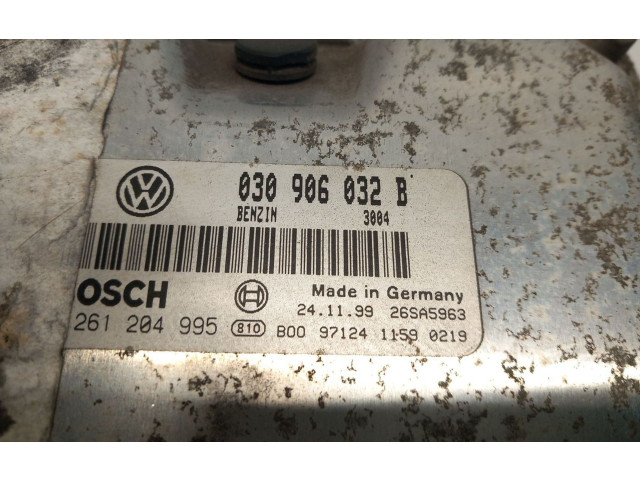 030 906 032 B
BENZIN 3004
OSCH Made in Germany
24.11.99 26SA5963
261 204 995 810 B00 97124 1159 0219